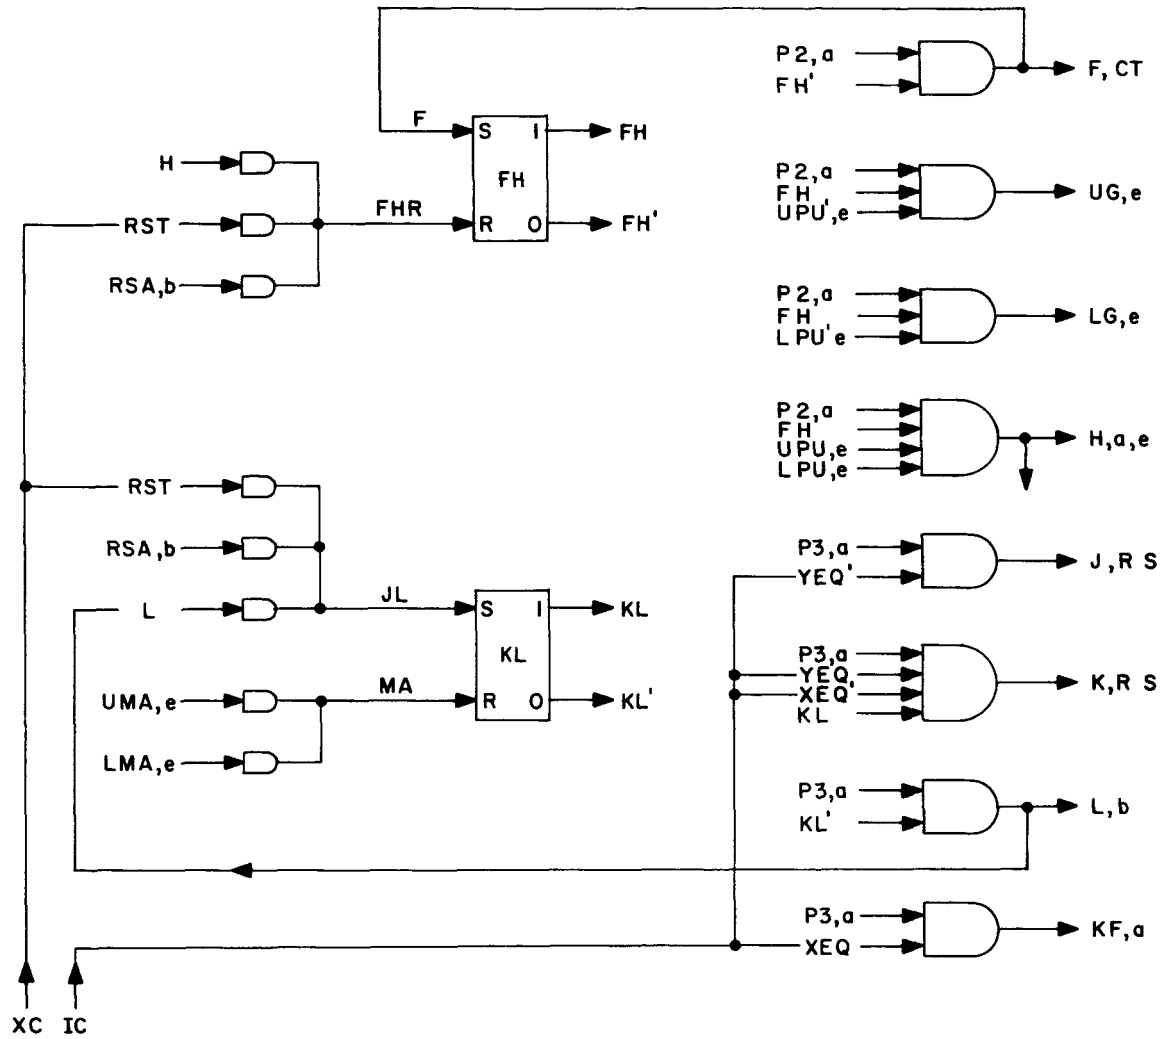 P2,a
FH'
F, CT
F
S
I
FH
FH
R
O
FH'
H
RST
FHR
RSA,b
P2,a
FH'
UPU',e
UG,e
P2,a
FH
LPU'e
LG,e
P2,a
FH
UPU,e
LPU,e
H,a,e
RST
RSA,b
L
JL
S
I
KL
KL
R
O
KL'
UMA,e
MA
LMA,e
P3,a
YEQ'
J,R S
P3,a
YEQ
XEQ'
KL
K,R S
P3,a
KL'
L,b
P3,a
XEQ
KF,a
XC
IC